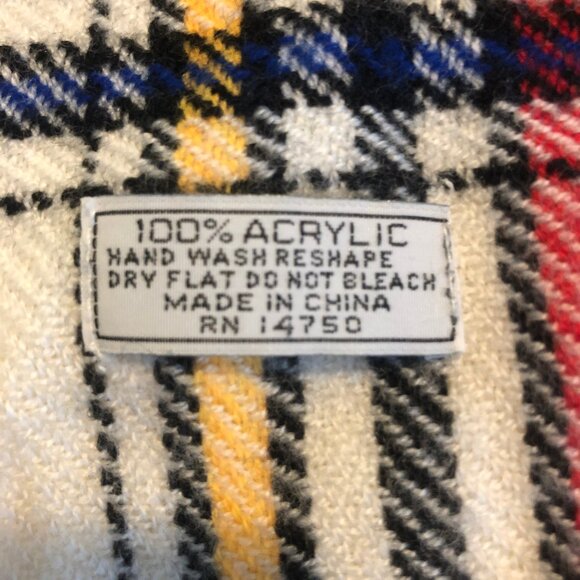 100% ACRYLIC
HAND WASH RESHAPE
DRY FLAT DO NOT BLEACH
MADE IN CHINA
RN 14750